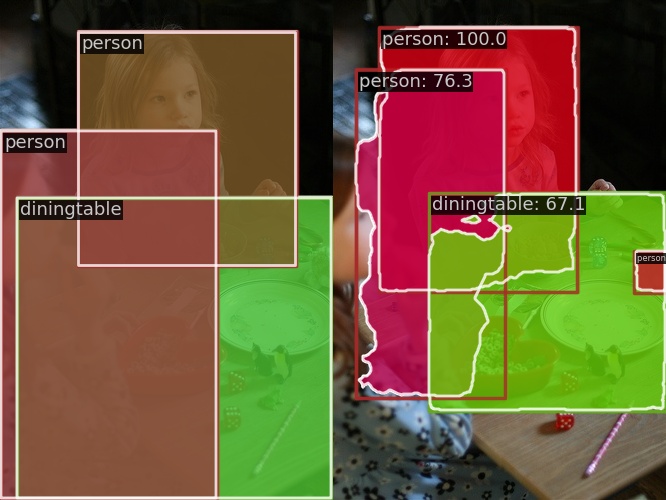 person
person
diningtable
person: 100.0
person: 76.3
diningtable: 67.1
person